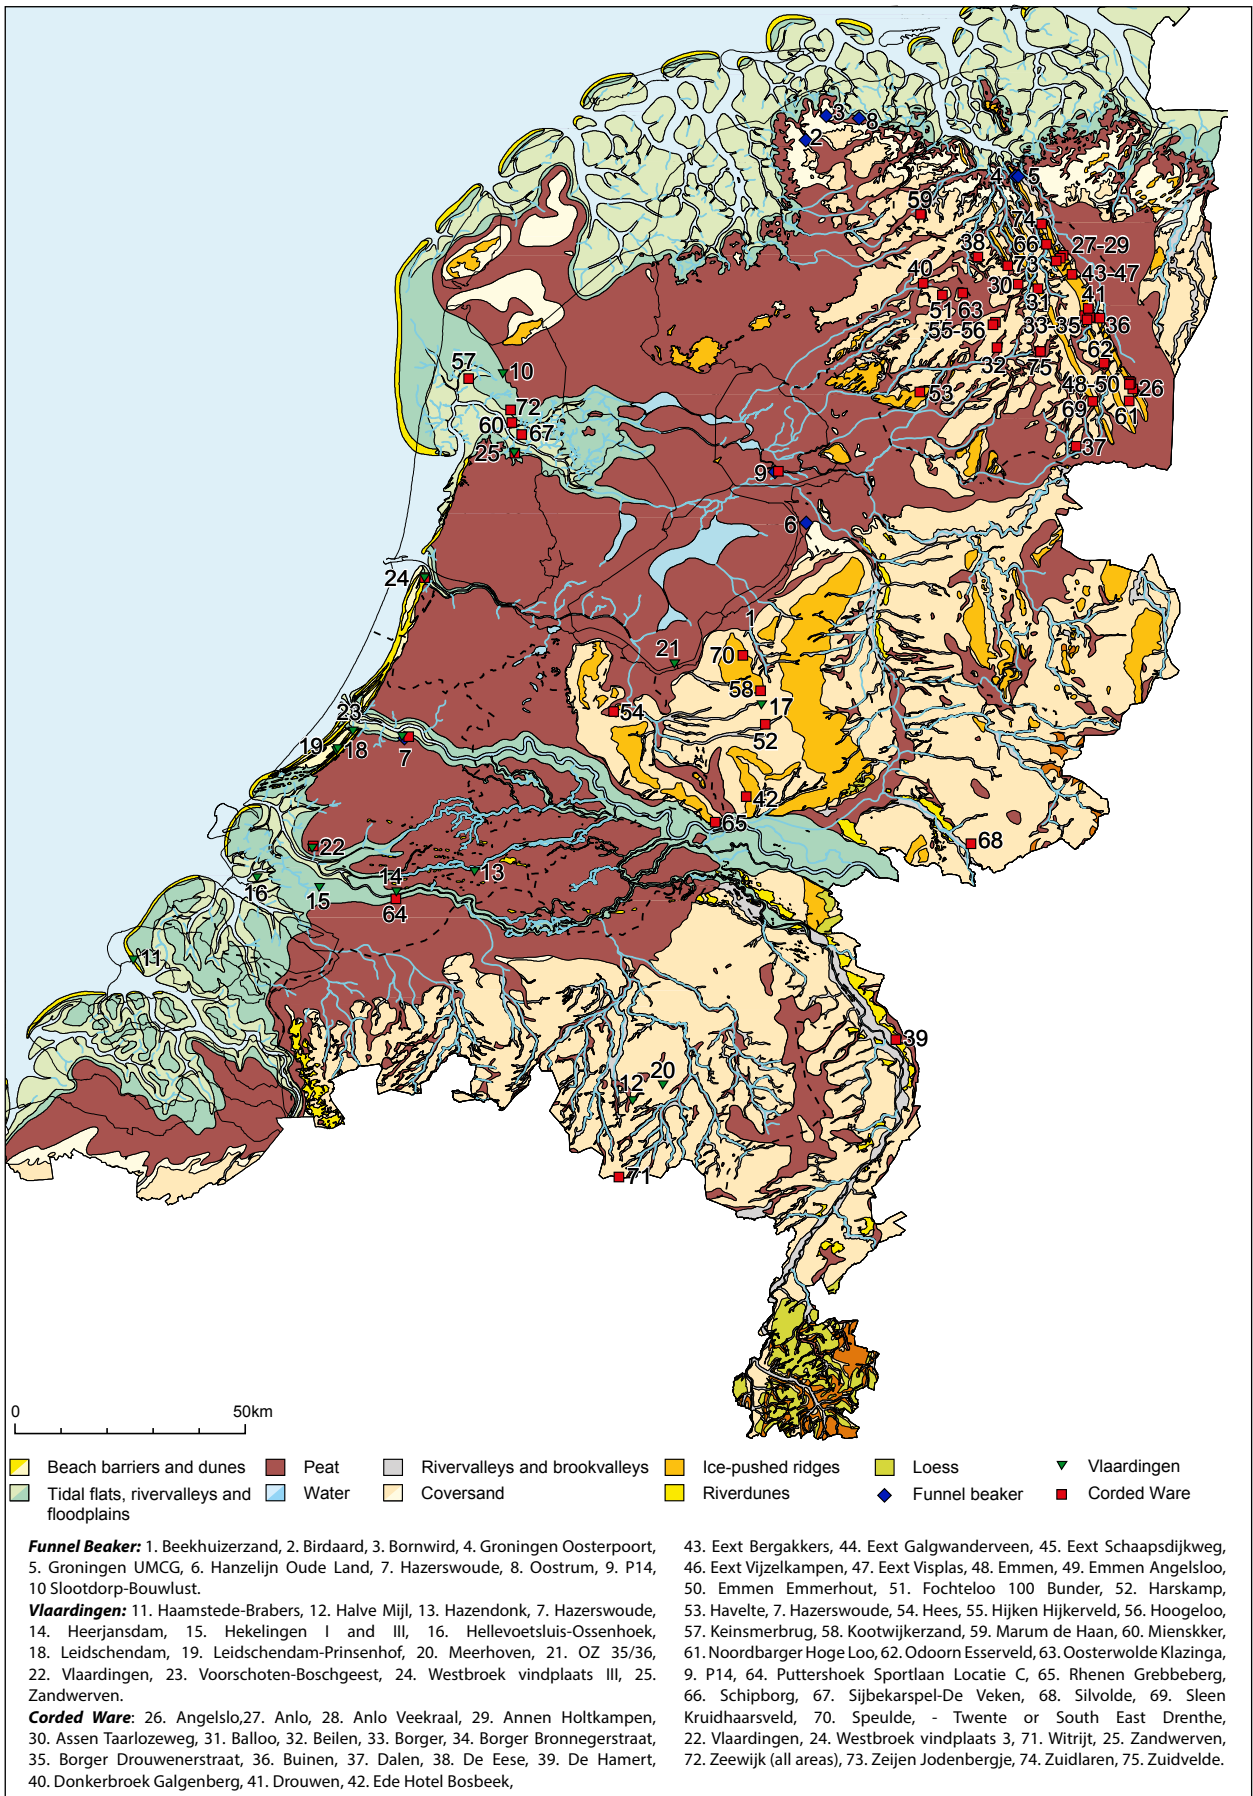 3
8
2
4
5
59
74
66
27-29
38
73
43-47
40
30
31
41
51
63
55-56
33-35
36
32
75
62
57
10
48-50
26
53
72
69
61
60
67
25
37
9
6
24
1
21
70
58
17
54
23
52
19
18
7
42
65
22
68
14
13
16
15
64
11
39
20
12
71
0
50km
Beach barriers and dunes
Peat
Rivervalleys and brookvalleys
Ice-pushed ridges
Loess
Vlaardingen
Tidal flats, rivervalleys and
floodplains
Water
Coversand
Riverdunes
Funnel beaker
Corded Ware
Funnel Beaker: 1. Beekhuizerzand, 2. Birdaard, 3. Bornwird, 4. Groningen Oosterpoort,
5. Groningen UMCG, 6. Hanzelijn Oude Land, 7. Hazerswoude, 8. Oostrum, 9. P14,
10 Slootdorp-Bouwlust.
Vlaardingen: 11. Haamstede-Brabers, 12. Halve Mijl, 13. Hazendonk, 7. Hazerswoude,
14. Heerjansdam, 15. Hekelingen I and III, 16. Hellevoetsluis-Ossenhoek,
18. Leidschendam, 19. Leidschendam-Prinsenhof, 20. Meerhoven, 21. OZ 35/36,
22. Vlaardingen, 23. Voorschoten-Boschgeest, 24. Westbroek vindplaats III, 25.
Zandwerven.
Corded Ware: 26. Angelslo,27. Anlo, 28. Anlo Veekraal, 29. Annen Holtkampen,
30. Assen Taarlozeweg, 31. Balloo, 32. Beilen, 33. Borger, 34. Borger Bronnegerstraat,
35. Borger Drouwenerstraat, 36. Buinen, 37. Dalen, 38. De Eese, 39. De Hamert,
40. Donkerbroek Galgenberg, 41. Drouwen, 42. Ede Hotel Bosbeek,
43. Eext Bergakkers, 44. Eext Galgwanderveen, 45. Eext Schaapsdijkweg,
46. Eext Vijzelkampen, 47. Eext Visplas, 48. Emmen, 49. Emmen Angelsloo,
50. Emmen Emmerhout, 51. Fochteloo 100 Bunder, 52. Harskamp,
53. Havelte, 7. Hazerswoude, 54. Hees, 55. Hijken Hijkerveld, 56. Hoogeloo,
57. Keinsmerbrug, 58. Kootwijkerzand, 59. Marum de Haan, 60. Mienskker,
61. Noordbarger Hoge Loo, 62. Odoorn Esserveld, 63. Oosterwolde Klazinga,
9. P14, 64. Puttershoek Sportlaan Locatie C, 65. Rhenen Grebbeberg,
66. Schipborg, 67. Sijbekarspel-De Veken, 68. Silvolde, 69. Sleen
Kruidhaarsveld, 70. Speulde, - Twente or South East Drenthe,
22. Vlaardingen, 24. Westbroek vindplaats 3, 71. Witrijt, 25. Zandwerven,
72. Zeewijk (all areas), 73. Zeijen Jodenbergje, 74. Zuidlaren, 75. Zuidvelde.